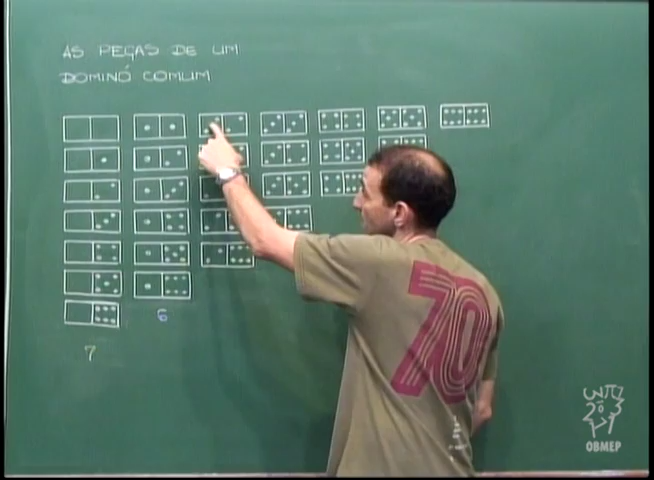 AS PEÇAS DE UM
DOMINÓ COMUM
7
6
70
OBMEP